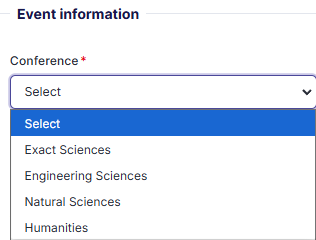 Event information
Conference*
Select
Select
Exact Sciences
Engineering Sciences
Natural Sciences
Humanities